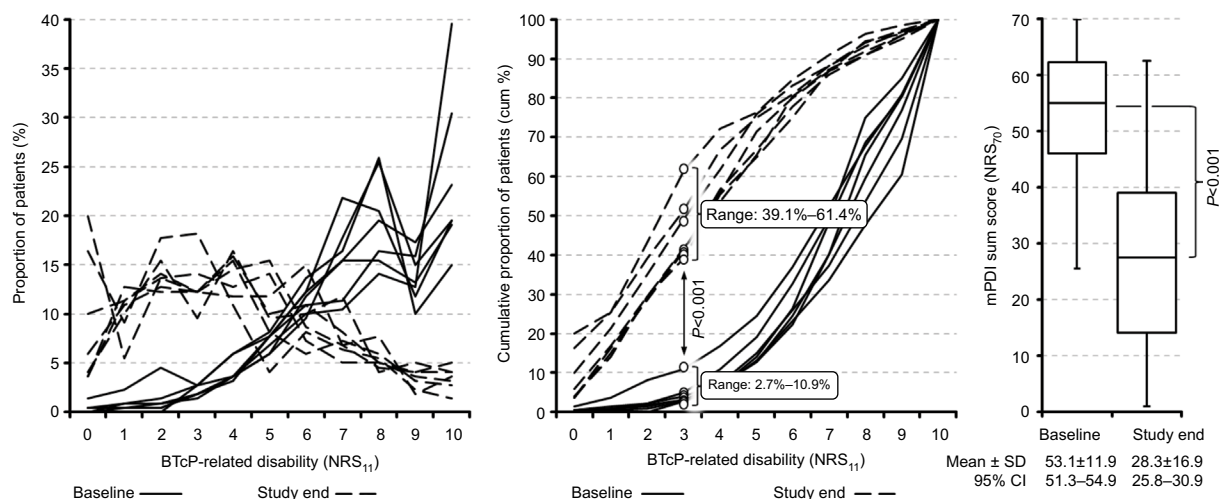 Proportion of patients (%)
40
35
30
25
20
15
10
5
0
0 1 2 3 4 5 6 7 8 9 10
BTcP-related disability (NRS11)
Baseline
Study end
Cumulative proportion of patients (cum %)
100
90
80
70
60
50
40
30
20
10
0
Range: 39.1%–61.4%
P<0.001
Range: 2.7%–10.9%
0 1 2 3 4 5 6 7 8 9 10
BTcP-related disability (NRS11)
Baseline
Study end
mPDI sum score (NRS70)
70
60
50
40
30
20
10
0
P<0.001
Baseline Study end
Mean ± SD 53.1±11.9 28.3±16.9
95% CI 51.3–54.9 25.8–30.9